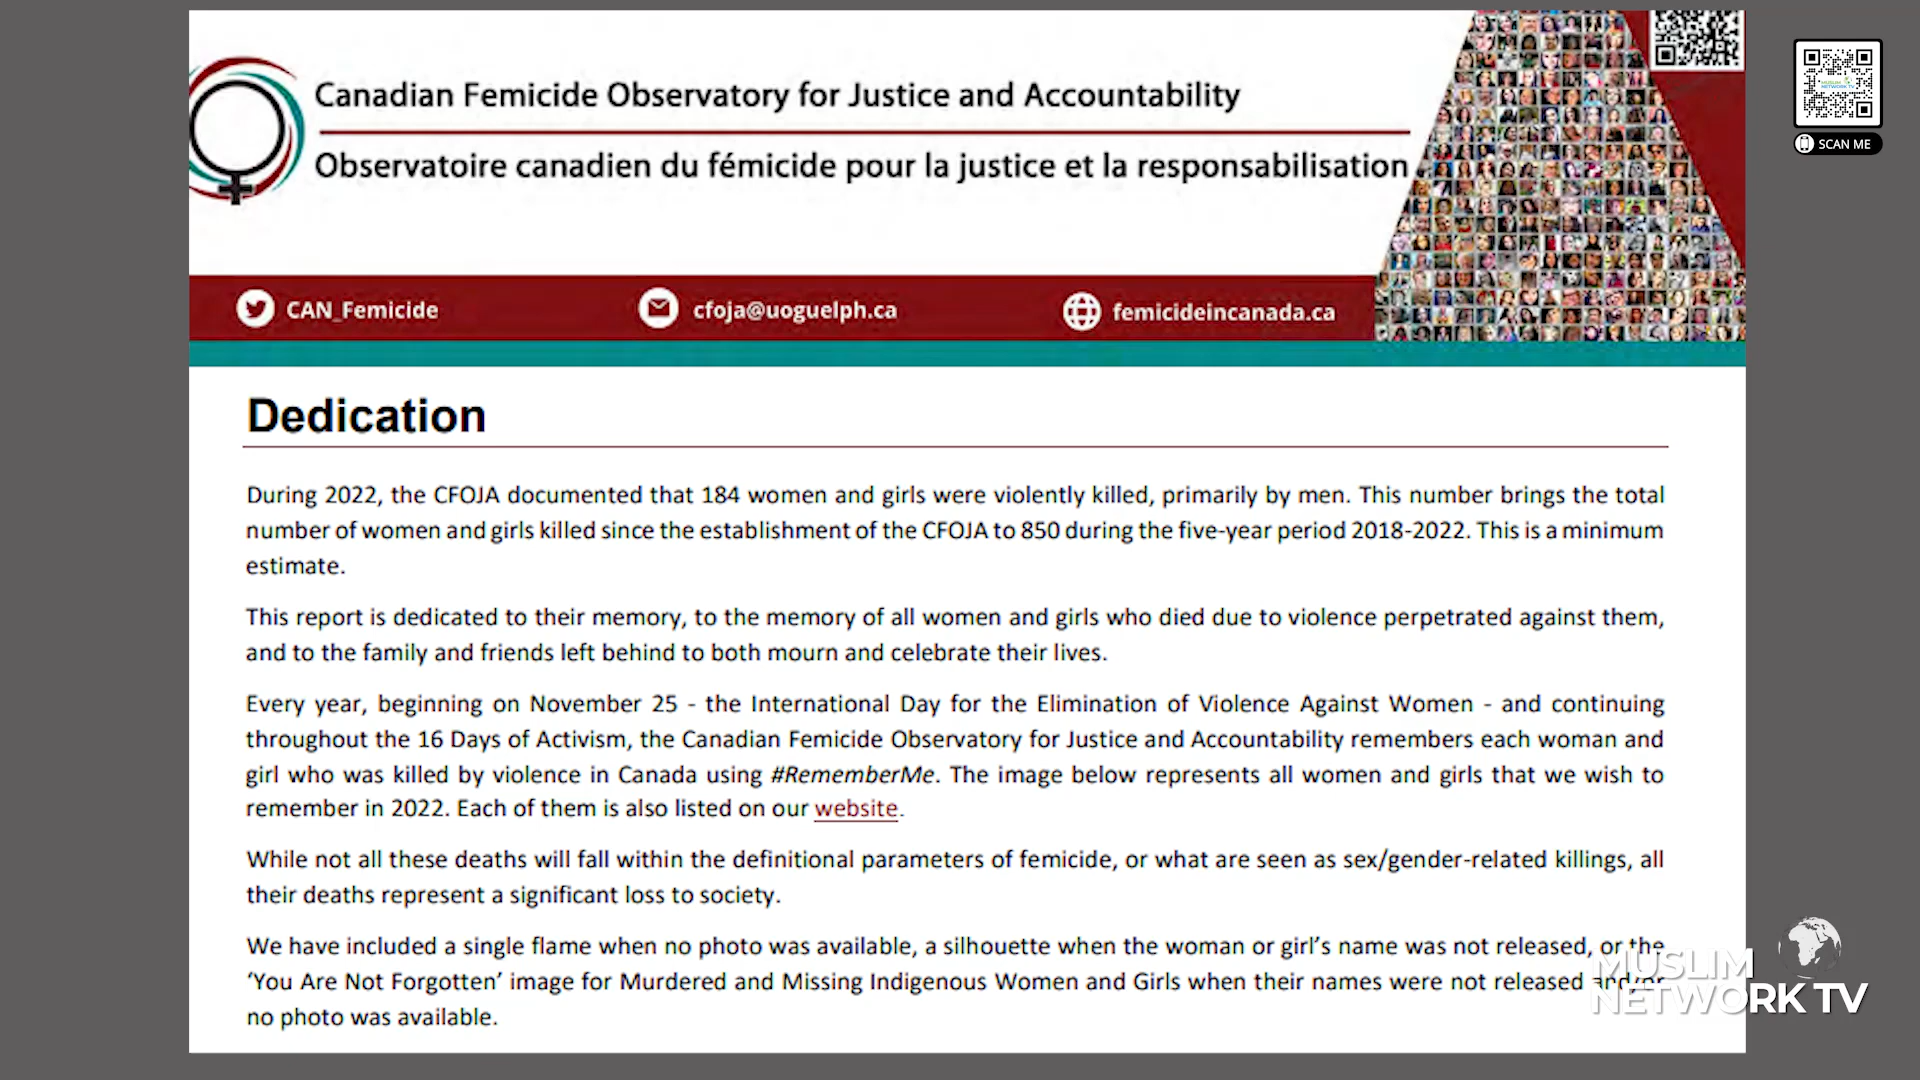 Canadian Femicide Observatory for Justice and Accountability
Observatoire canadien du fémicide pour la justice et la responsabilisation
SCAN ME
CAN_Femicide
cfoja@uoguelph.ca
femicideincanada.ca
Dedication
During 2022, the CFOJA documented that 184 women and girls were violently killed, primarily by men. This number brings the total
number of women and girls killed since the establishment of the CFOJA to 850 during the five-year period 2018-2022. This is a minimum
estimate.
This report is dedicated to their memory, to the memory of all women and girls who died due to violence perpetrated against them,
and to the family and friends left behind to both mourn and celebrate their lives.
Every year, beginning on November 25 - the International Day for the Elimination of Violence Against Women - and continuing
throughout the 16 Days of Activism, the Canadian Femicide Observatory for Justice and Accountability remembers each woman and
girl who was killed by violence in Canada using #RememberMe. The image below represents all women and girls that we wish to
remember in 2022. Each of them is also listed on our website.
While not all these deaths will fall within the definitional parameters of femicide, or what are seen as sex/gender-related killings, all
their deaths represent a significant loss to society.
We have included a single flame when no photo was available, a silhouette when the woman or girl's name was not released, or the
‘You Are Not Forgotten’ image for Murdered and Missing Indigenous Women and Girls when their names were not released and/or
no photo was available.
MUSLIM
NETWORK TV